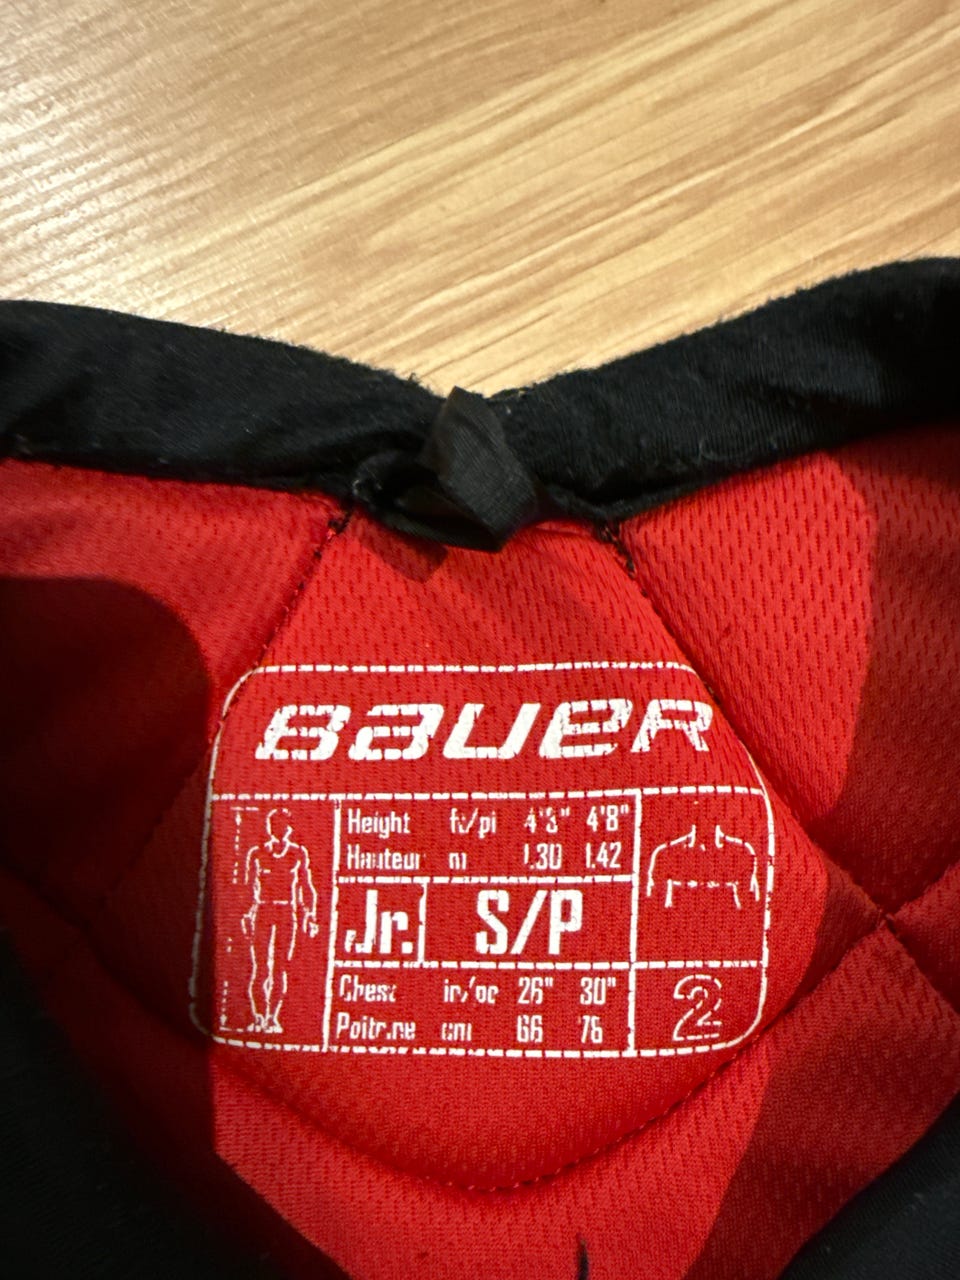 BAUER
Height ft/pi 4'3" 4'8"
Hauteur m 1.30 1.42
Jr. S/P
Chest in/po 26" 30"
Poitrine cm 66 76
2